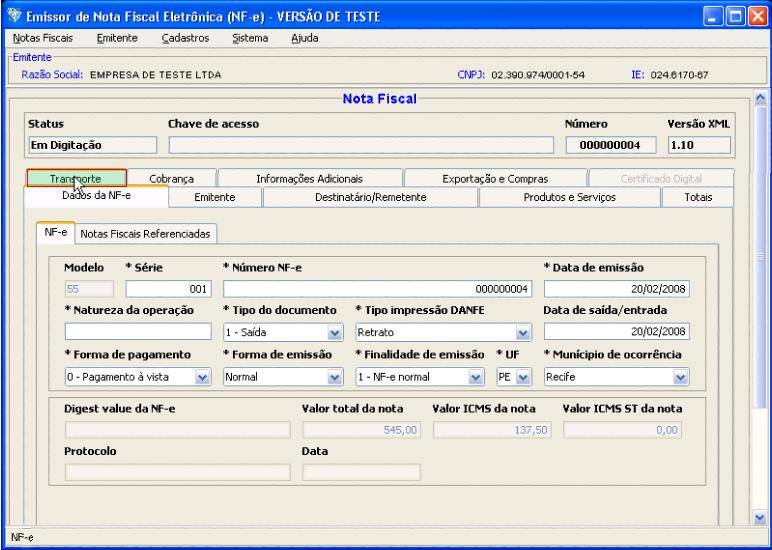 Emissor de Nota Fiscal Eletrônica (NF-e) - VERSÃO DE TESTE
Notas Fiscais Emitente Cadastros Sistema Ajuda
Emitente
Razão Social: EMPRESA DE TESTE LTDA CNPJ: 02.390.974/0001-54 IE: 024.6170-67
Nota Fiscal
Status Chave de acesso Número Versão XML
Em Digitação 000000004 1.10
Transporte Cobrança Informações Adicionais Exportação e Compras Certificado Digital
Dados da NF-e Emitente Destinatário/Remetente Produtos e Serviços Totais
NF-e Notas Fiscais Referenciadas
Modelo * Série * Número NF-e * Data de emissão
55 001 000000004 20/02/2008
* Natureza da operação * Tipo do documento * Tipo impressão DANFE Data de saída/entrada
1 - Saída Retrato 20/02/2008
* Forma de pagamento * Forma de emissão * Finalidade de emissão * UF * Município de ocorrência
0 - Pagamento à vista Normal 1 - NF-e normal PE Recife
Digest value da NF-e Valor total da nota Valor ICMS da nota Valor ICMS ST da nota
545,00 137,50 0,00
Protocolo Data
NF-e